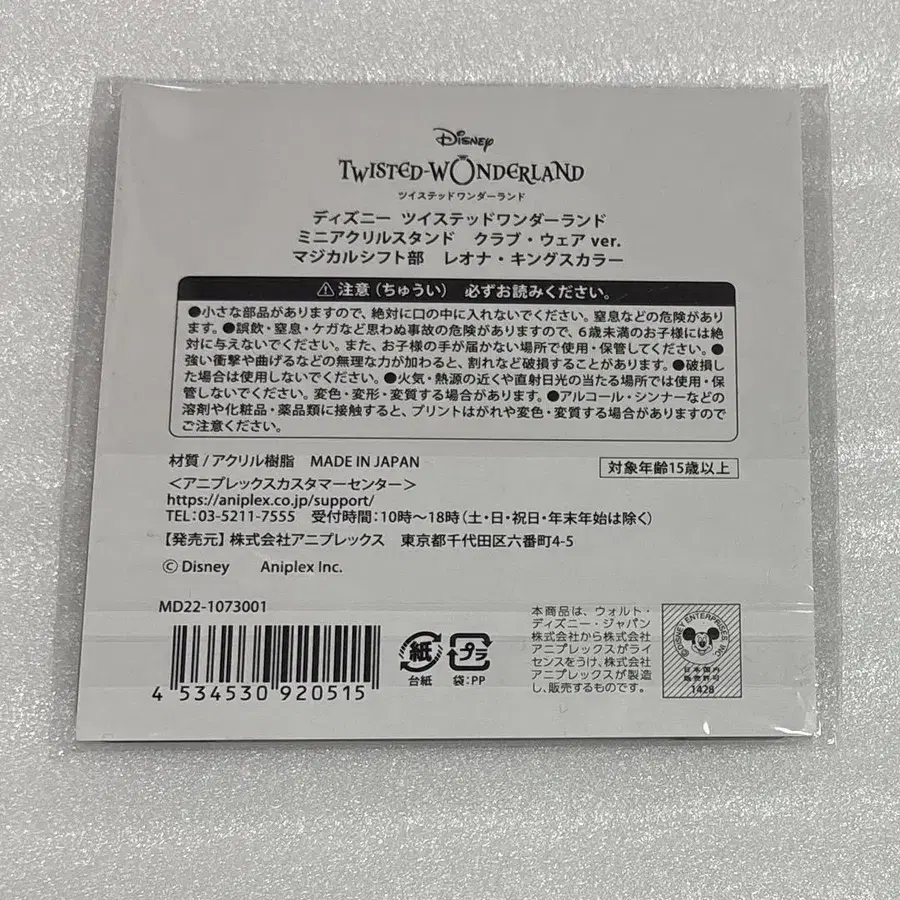 Disney
TWISTED-WONDERLAND
ツイステッドワンダーランド
ディズニー ツイステッドワンダーランド
ミニアクリルスタンド クラブ・ウェア ver.
マジカルシフト部 レオナ・キングスカラー
⚠注意（ちゅうい） 必ずお読みください。
●小さな部品がありますので、絶対に口の中に入れないでください。窒息などの危険があり
ます。●誤飲・窒息・ケガなど思わぬ事故の危険がありますので、6歳未満のお子様には絶
対に与えないでください。また、お子様の手が届かない場所で使用・保管してください。●
強い衝撃や曲げるなどの無理な力が加わると、割れなど破損することがあります。●破損し
た場合は使用しないでください。●火気・熱源の近くや直射日光の当たる場所では使用・保
管しないでください。変色・変形・変質する場合があります。●アルコール・シンナーなどの
溶剤や化粧品・薬品類に接触すると、プリントはがれや変色・変質する場合がありますので
ご注意ください。
材質/アクリル樹脂 MADE IN JAPAN
対象年齢15歳以上
＜アニプレックスカスタマーセンター＞
https://aniplex.co.jp/support/
TEL:03-5211-7555 受付時間:10時〜18時(土・日・祝日・年末年始は除く)
【発売元】株式会社アニプレックス 東京都千代田区六番町4-5
© Disney Aniplex Inc.
MD22-1073001
4 534530 920515
紙
台紙
プラ
袋:PP
本商品は、ウォルト・
ディズニー・ジャパン
株式会社から株式会社
アニプレックスがライ
センスをうけ、株式会社
アニプレックスが製造
し、販売するものです。
©DISNEY ENTERPRISES INC.
日本国内
販売許可
1428